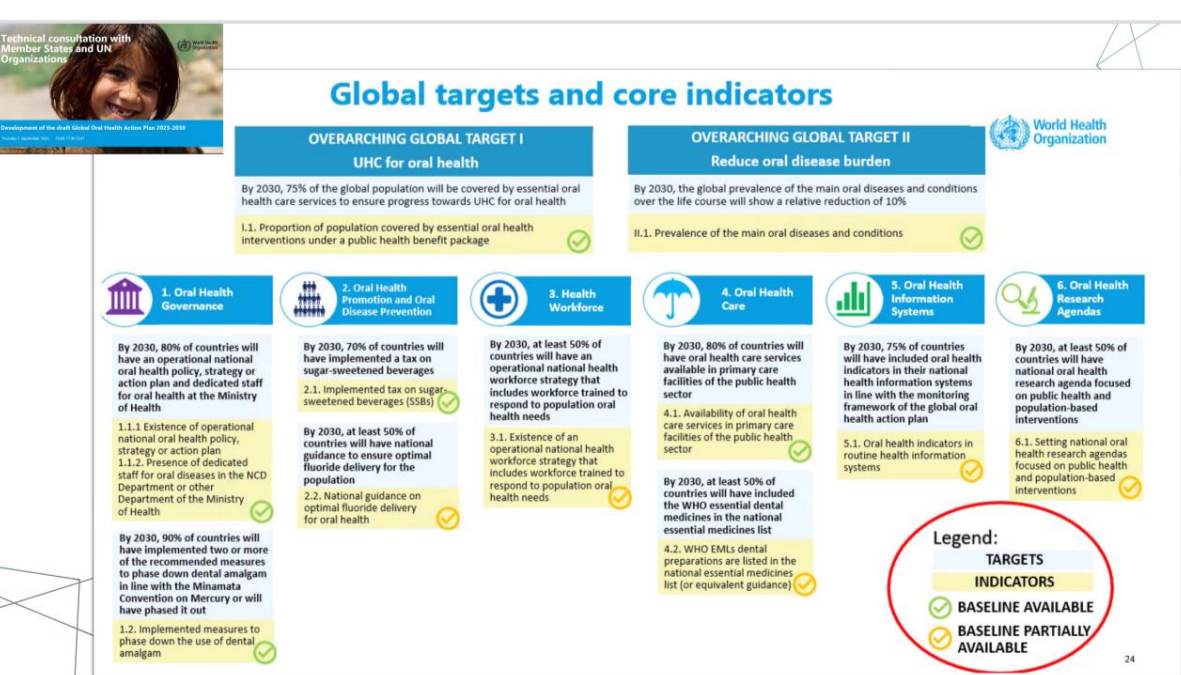 Technical consultation with
Member States and UN
Organizations
World Health
Organization
Development of the draft Global Oral Health Action Plan 2023-2030
Global targets and core indicators
World Health
Organization
OVERARCHING GLOBAL TARGET I
UHC for oral health
By 2030, 75% of the global population will be covered by essential oral
health care services to ensure progress towards UHC for oral health
I.1. Proportion of population covered by essential oral health
interventions under a public health benefit package
OVERARCHING GLOBAL TARGET II
Reduce oral disease burden
By 2030, the global prevalence of the main oral diseases and conditions
over the life course will show a relative reduction of 10%
II.1. Prevalence of the main oral diseases and conditions
1. Oral Health
Governance
By 2030, 80% of countries will
have an operational national
oral health policy, strategy or
action plan and dedicated staff
for oral health at the Ministry
of Health
1.1.1 Existence of operational
national oral health policy,
strategy or action plan
1.1.2. Presence of dedicated
staff for oral diseases in the NCD
Department or other
Department of the Ministry
of Health
By 2030, 90% of countries will
have implemented two or more
of the recommended measures
to phase down dental amalgam
in line with the Minamata
Convention on Mercury or will
have phased it out
1.2. Implemented measures to
phase down the use of dental
amalgam
2. Oral Health
Promotion and Oral
Disease Prevention
By 2030, 70% of countries will
have implemented a tax on
sugar-sweetened beverages
2.1. Implemented tax on sugar-
sweetened beverages (SSBs)
By 2030, at least 50% of
countries will have national
guidance to ensure optimal
fluoride delivery for the
population
2.2. National guidance on
optimal fluoride delivery
for oral health
3. Health
Workforce
By 2030, at least 50% of
countries will have an
operational national health
workforce strategy that
includes workforce trained to
respond to population oral
health needs
3.1. Existence of an
operational national health
workforce strategy that
includes workforce trained to
respond to population oral
health needs
4. Oral Health
Care
By 2030, 80% of countries will
have oral health care services
available in primary care
facilities of the public health
sector
4.1. Availability of oral health
care services in primary care
facilities of the public health
sector
By 2030, at least 50% of
countries will have included
the WHO essential dental
medicines in the national
essential medicines list
4.2. WHO EMLs dental
preparations are listed in the
national essential medicines
list (or equivalent guidance)
5. Oral Health
Information
Systems
By 2030, 75% of countries
will have included oral health
indicators in their national
health information systems
in line with the monitoring
framework of the global oral
health action plan
5.1. Oral health indicators in
routine health information
systems
6. Oral Health
Research
Agendas
By 2030, at least 50% of
countries will have
national oral health
research agenda focused
on public health and
population-based
interventions
6.1. Setting national oral
health research agendas
focused on public health
and population-based
interventions
Legend:
TARGETS
INDICATORS
BASELINE AVAILABLE
BASELINE PARTIALLY
AVAILABLE
24